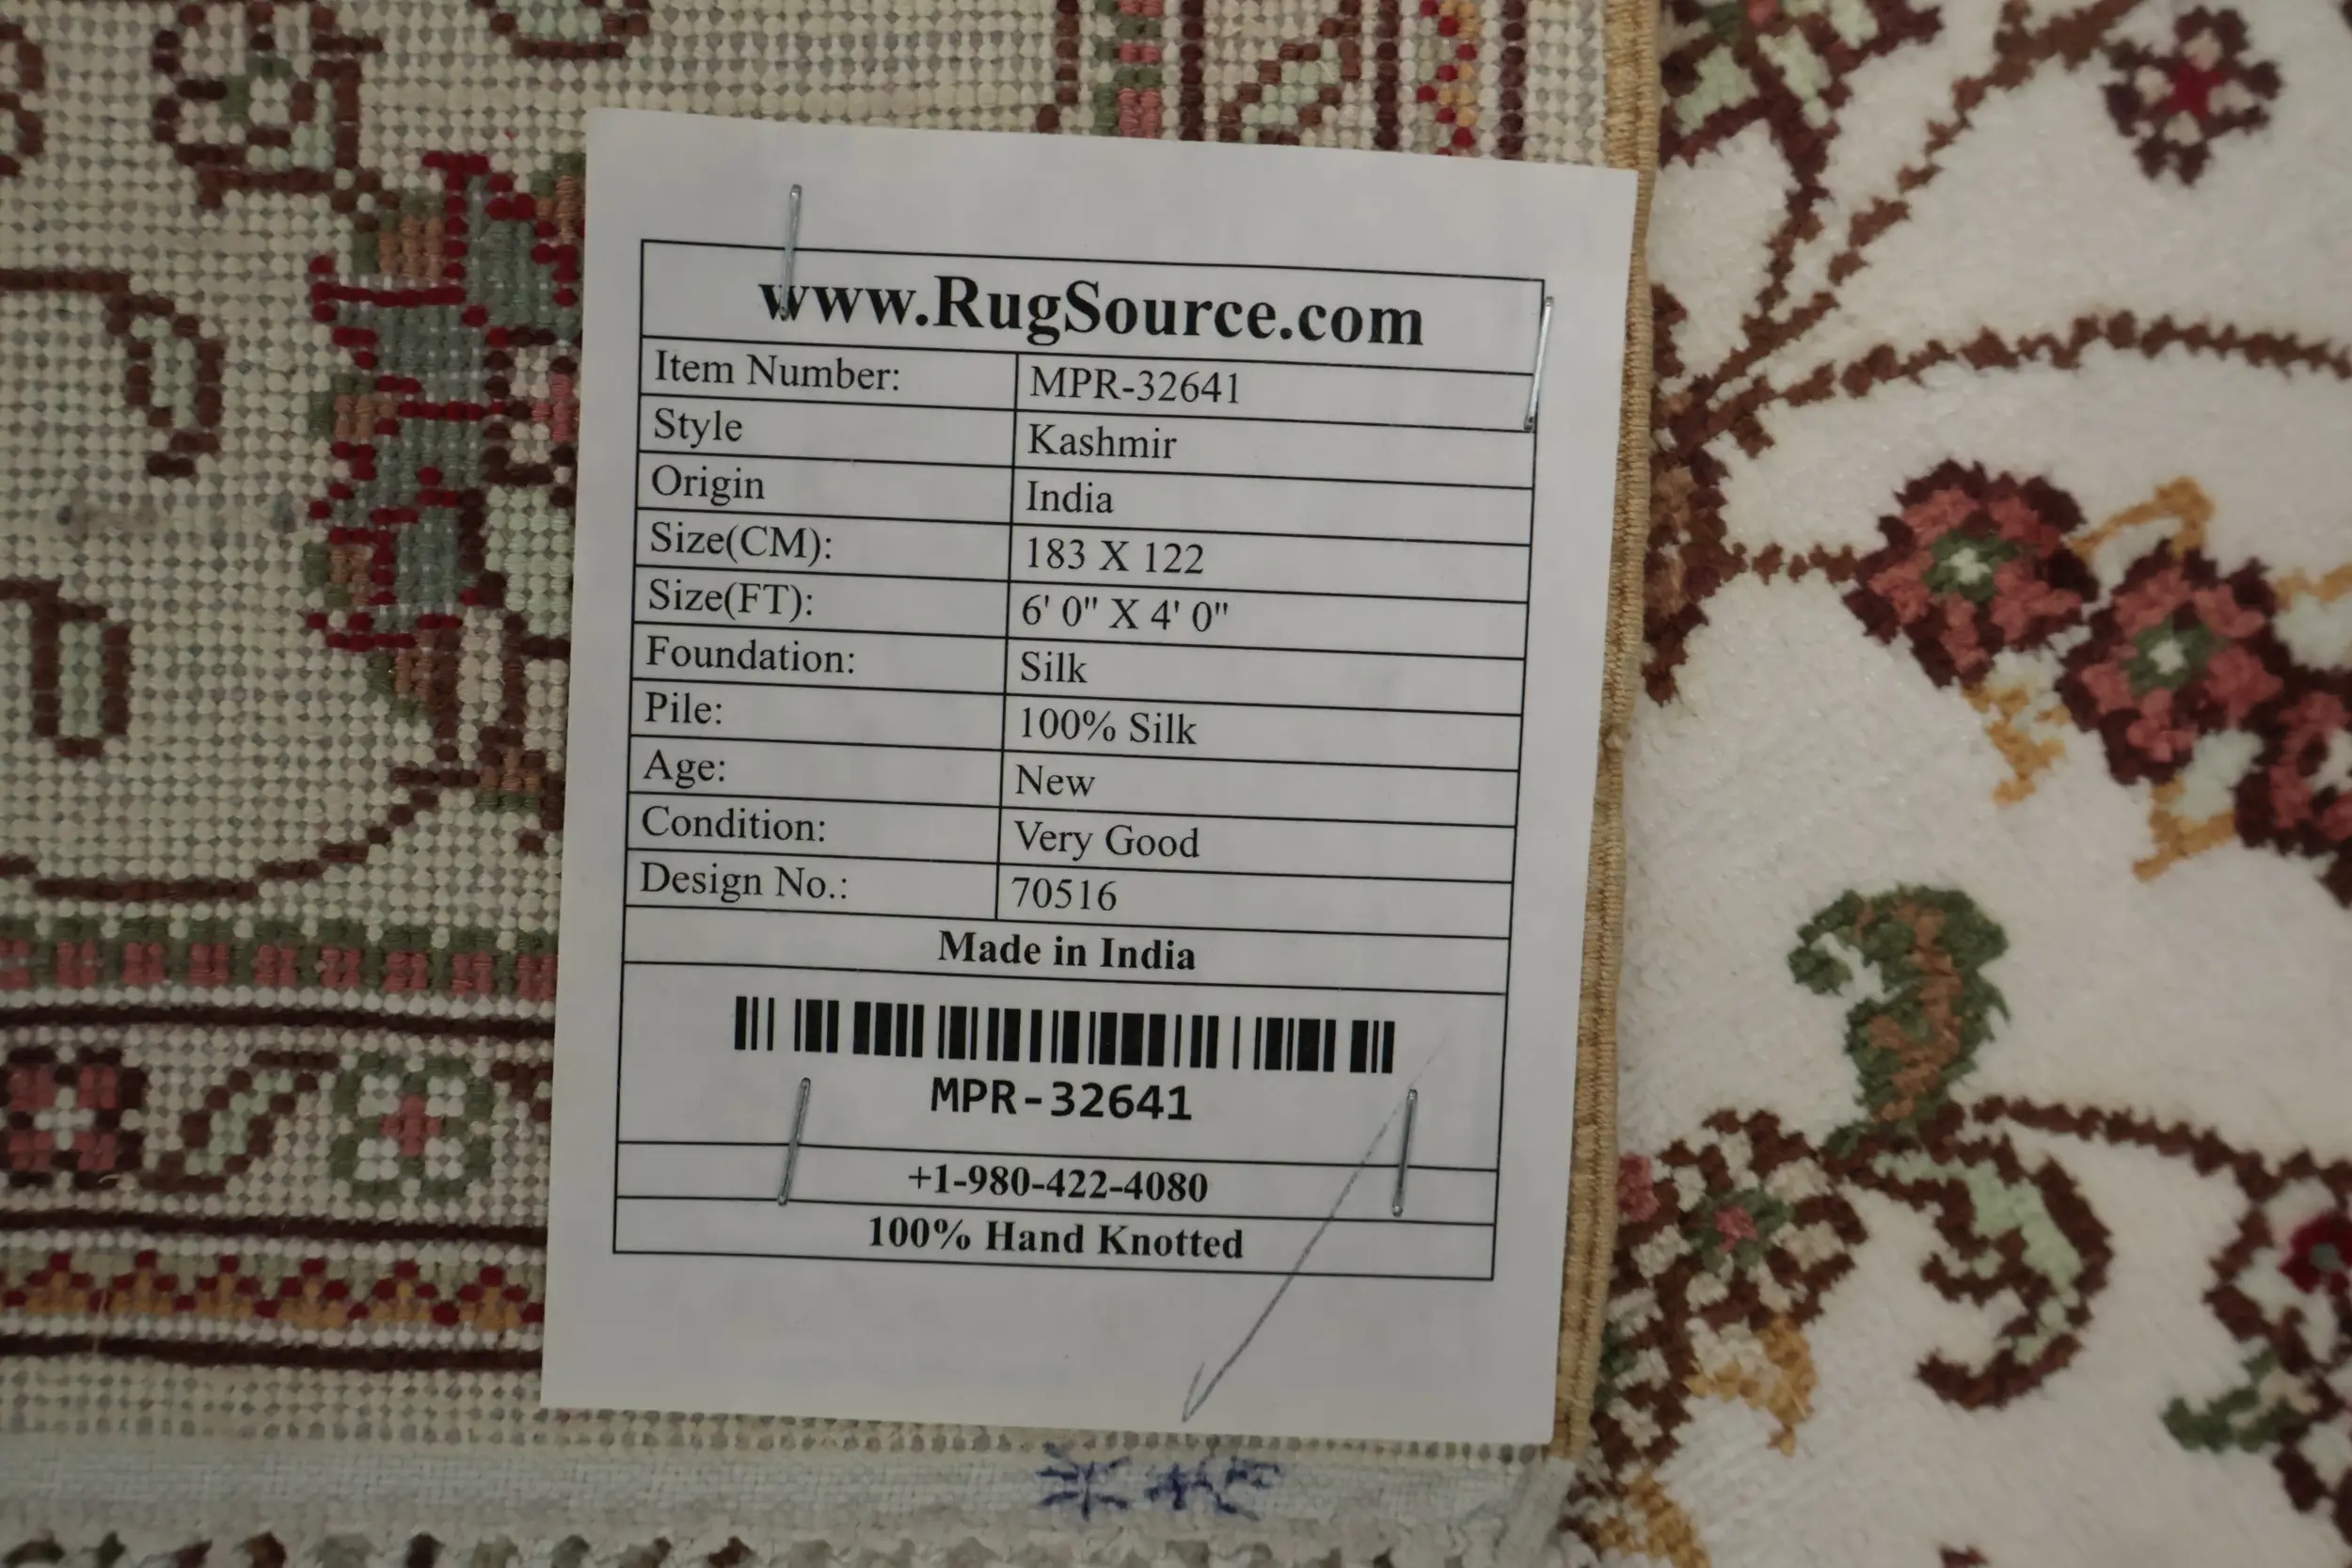 www.RugSource.com
Item Number: MPR-32641
Style Kashmir
Origin India
Size(CM): 183 X 122
Size(FT): 6' 0" X 4' 0"
Foundation: Silk
Pile: 100% Silk
Age: New
Condition: Very Good
Design No.: 70516
Made in India
MPR-32641
+1-980-422-4080
100% Hand Knotted